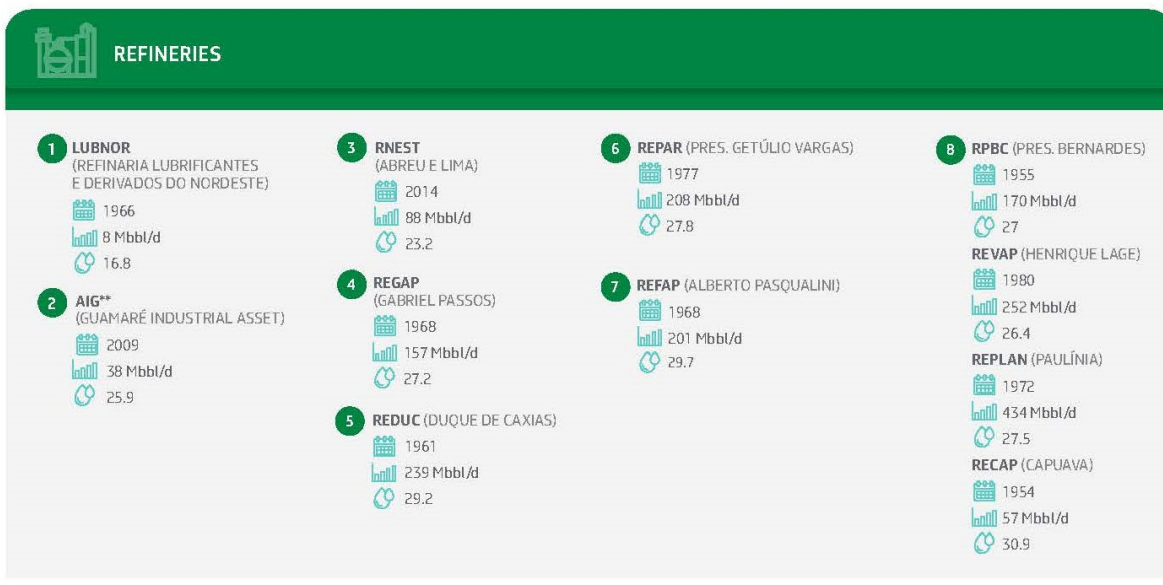 REFINERIES
1 LUBNOR
(REFINARIA LUBRIFICANTES
E DERIVADOS DO NORDESTE)
1966
8 Mbbl/d
16.8
2 AIG**
(GUAMARÉ INDUSTRIAL ASSET)
2009
38 Mbbl/d
25.9
3 RNEST
(ABREU E LIMA)
2014
88 Mbbl/d
23.2
4 REGAP
(GABRIEL PASSOS)
1968
157 Mbbl/d
27.2
5 REDUC (DUQUE DE CAXIAS)
1961
239 Mbbl/d
29.2
6 REPAR (PRES. GETÚLIO VARGAS)
1977
208 Mbbl/d
27.8
7 REFAP (ALBERTO PASQUALINI)
1968
201 Mbbl/d
29.7
8 RPBC (PRES. BERNARDES)
1955
170 Mbbl/d
27
REVAP (HENRIQUE LAGE)
1980
252 Mbbl/d
26.4
REPLAN (PAULÍNIA)
1972
434 Mbbl/d
27.5
RECAP (CAPUAVA)
1954
57 Mbbl/d
30.9